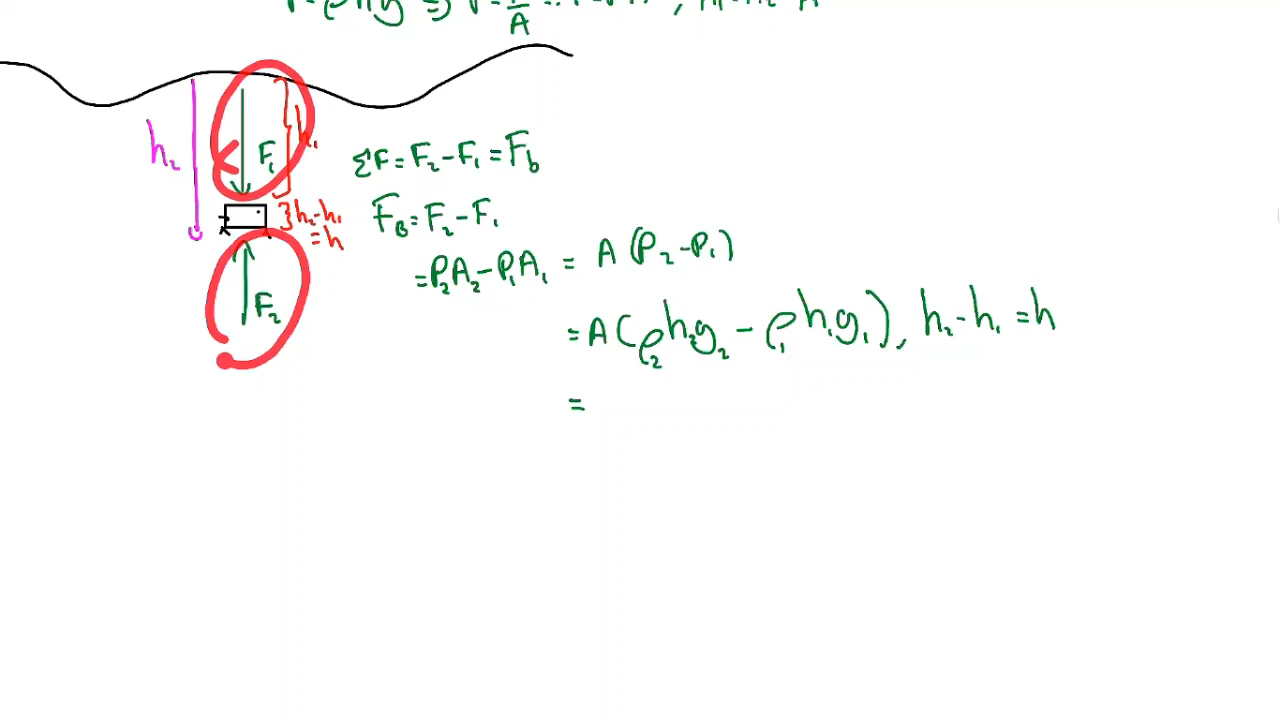 P = ρhg ⇒ P = F/A
h₂
F₁
h₁
ΣF = F₂ - F₁ = F_b
} h₂-h₁
= h
F_B = F₂ - F₁
= P₂A₂ - P₁A₁ = A (P₂ - P₁)
F₂
= A (ρ₂h₂g₂ - ρ₁h₁g₁), h₂-h₁ = h
=